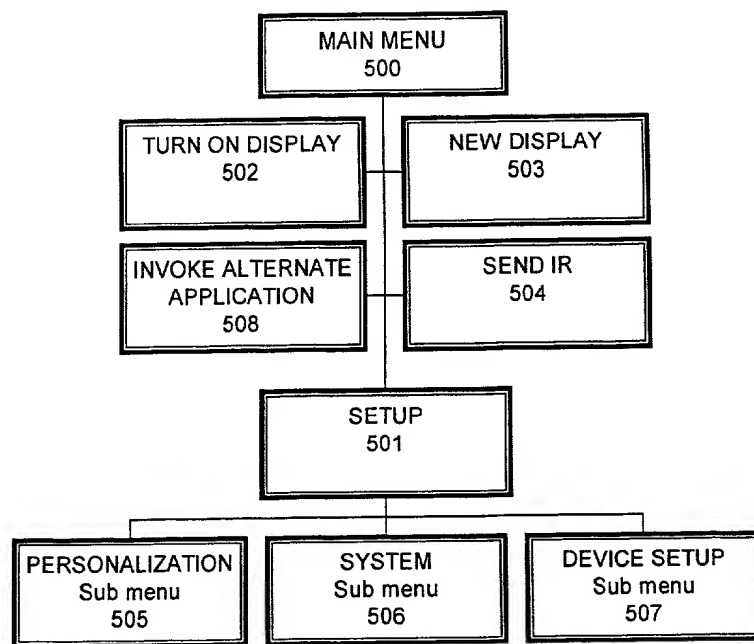 MAIN MENU
500
TURN ON DISPLAY
502
NEW DISPLAY
503
INVOKE ALTERNATE
APPLICATION
508
SEND IR
504
SETUP
501
PERSONALIZATION
Sub menu
505
SYSTEM
Sub menu
506
DEVICE SETUP
Sub menu
507